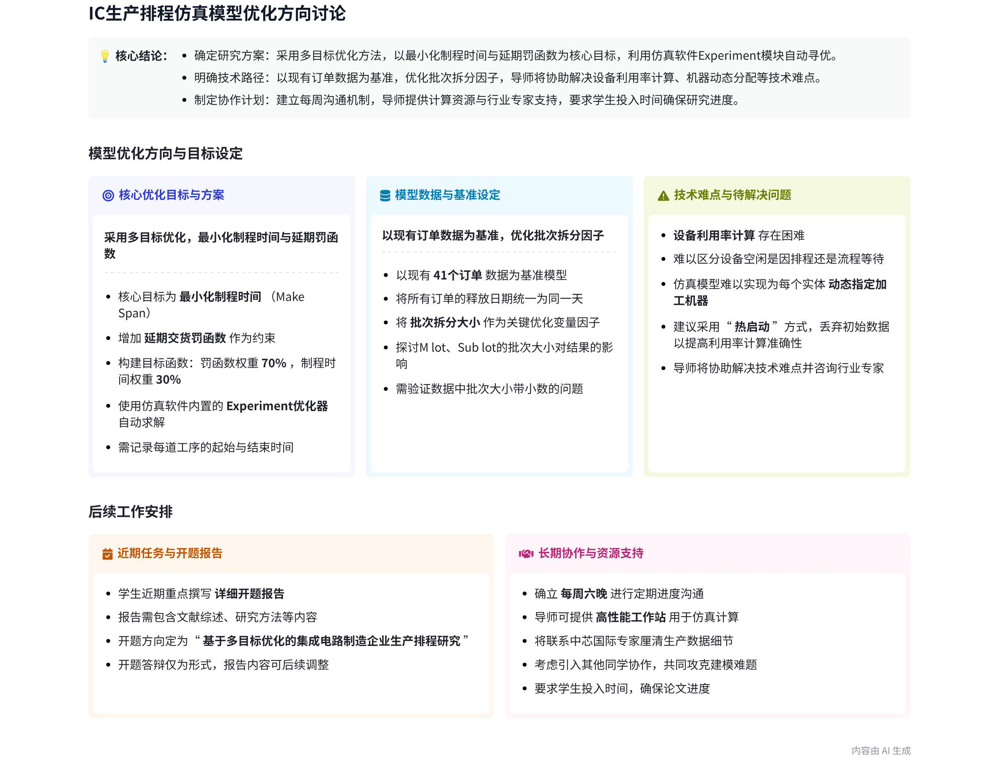 IC生产排程仿真模型优化方向讨论
💡 核心结论：
• 确定研究方案：采用多目标优化方法，以最小化制程时间与延期罚函数为核心目标，利用仿真软件Experiment模块自动寻优。
• 明确技术路径：以现有订单数据为基准，优化批次拆分因子，导师将协助解决设备利用率计算、机器动态分配等技术难点。
• 制定协作计划：建立每周沟通机制，导师提供计算资源与行业专家支持，要求学生投入时间确保研究进度。
模型优化方向与目标设定
核心优化目标与方案
采用多目标优化，最小化制程时间与延期罚函
数
• 核心目标为 最小化制程时间 （Make
Span）
• 增加 延期交货罚函数 作为约束
• 构建目标函数：罚函数权重 70% ，制程时
间权重 30%
• 使用仿真软件内置的 Experiment优化器
自动求解
• 需记录每道工序的起始与结束时间
模型数据与基准设定
以现有订单数据为基准，优化批次拆分因子
• 以现有 41个订单 数据为基准模型
• 将所有订单的释放日期统一为同一天
• 将 批次拆分大小 作为关键优化变量因子
• 探讨M lot、Sub lot的批次大小对结果的影
响
• 需验证数据中批次大小带小数的问题
技术难点与待解决问题
• 设备利用率计算 存在困难
• 难以区分设备空闲是因排程还是流程等待
• 仿真模型难以实现为每个实体 动态指定加
工机器
• 建议采用 “ 热启动 ” 方式，丢弃初始数据
以提高利用率计算准确性
• 导师将协助解决技术难点并咨询行业专家
后续工作安排
近期任务与开题报告
• 学生近期重点撰写 详细开题报告
• 报告需包含文献综述、研究方法等内容
• 开题方向定为 “ 基于多目标优化的集成电路制造企业生产排程研究 ”
• 开题答辩仅为形式，报告内容可后续调整
长期协作与资源支持
• 确立 每周六晚 进行定期进度沟通
• 导师可提供 高性能工作站 用于仿真计算
• 将联系中芯国际专家厘清生产数据细节
• 考虑引入其他同学协作，共同攻克建模难题
• 要求学生投入时间，确保论文进度
内容由 AI 生成